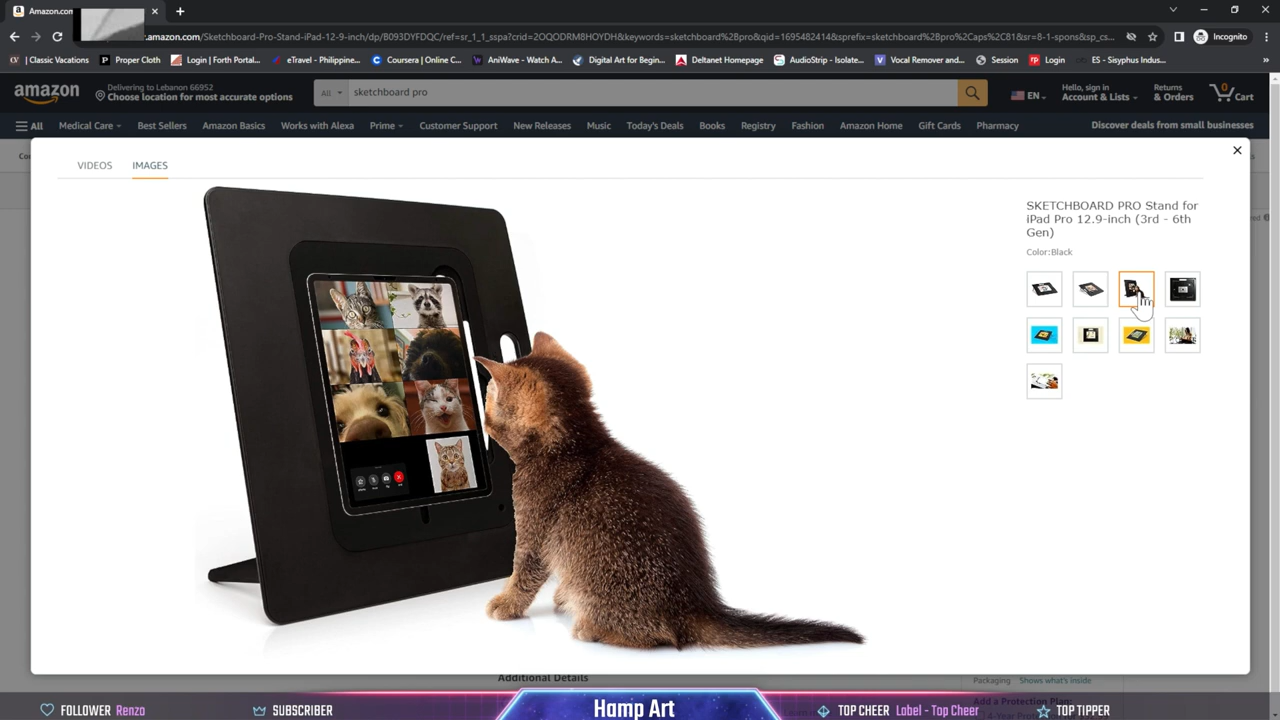 Amazon.com
.amazon.com/Sketchboard-Pro-Stand-iPad-12-9-inch/dp/B093DYFDQC/ref=sr_1_1_sspa?crid=2OQODRM8HOYDH&keywords=sketchboard%2Bpro&qid=1695482414&sprefix=sketchboard%2Bpro%2Caps%2C81&sr=8-1-spons&sp_cs...
Incognito
| Classic Vacations
Proper Cloth
Login | Forth Portal...
eTravel - Philippine...
Coursera | Online C...
AniWave - Watch A...
Digital Art for Begin...
Deltanet Homepage
AudioStrip - Isolate...
Vocal Remover and...
Session
Login
ES - Sisyphus Indus...
amazon
Delivering to Lebanon 66952
Choose location for most accurate options
All
sketchboard pro
EN
Hello, sign in
Account & Lists
Returns
& Orders
0
Cart
All
Medical Care
Best Sellers
Amazon Basics
Works with Alexa
Prime
Customer Support
New Releases
Music
Today's Deals
Books
Registry
Fashion
Amazon Home
Gift Cards
Pharmacy
Discover deals from small businesses
VIDEOS
IMAGES
SKETCHBOARD PRO Stand for
iPad Pro 12.9-inch (3rd - 6th
Gen)
Color:Black
Additional Details
Packaging
Shows what's inside
Add a Protection Plan:
Hamp Art
FOLLOWER Renzo
SUBSCRIBER
TOP CHEER Label - Top Cheer
TOP TIPPER